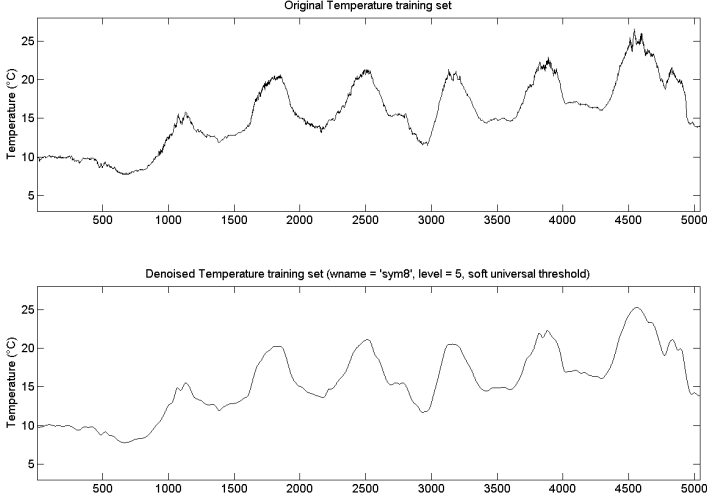 Original Temperature training set
Temperature (°C)
25
20
15
10
5
500 1000 1500 2000 2500 3000 3500 4000 4500 5000
Denoised Temperature training set (wname = 'sym8', level = 5, soft universal threshold)
Temperature (°C)
25
20
15
10
5
500 1000 1500 2000 2500 3000 3500 4000 4500 5000